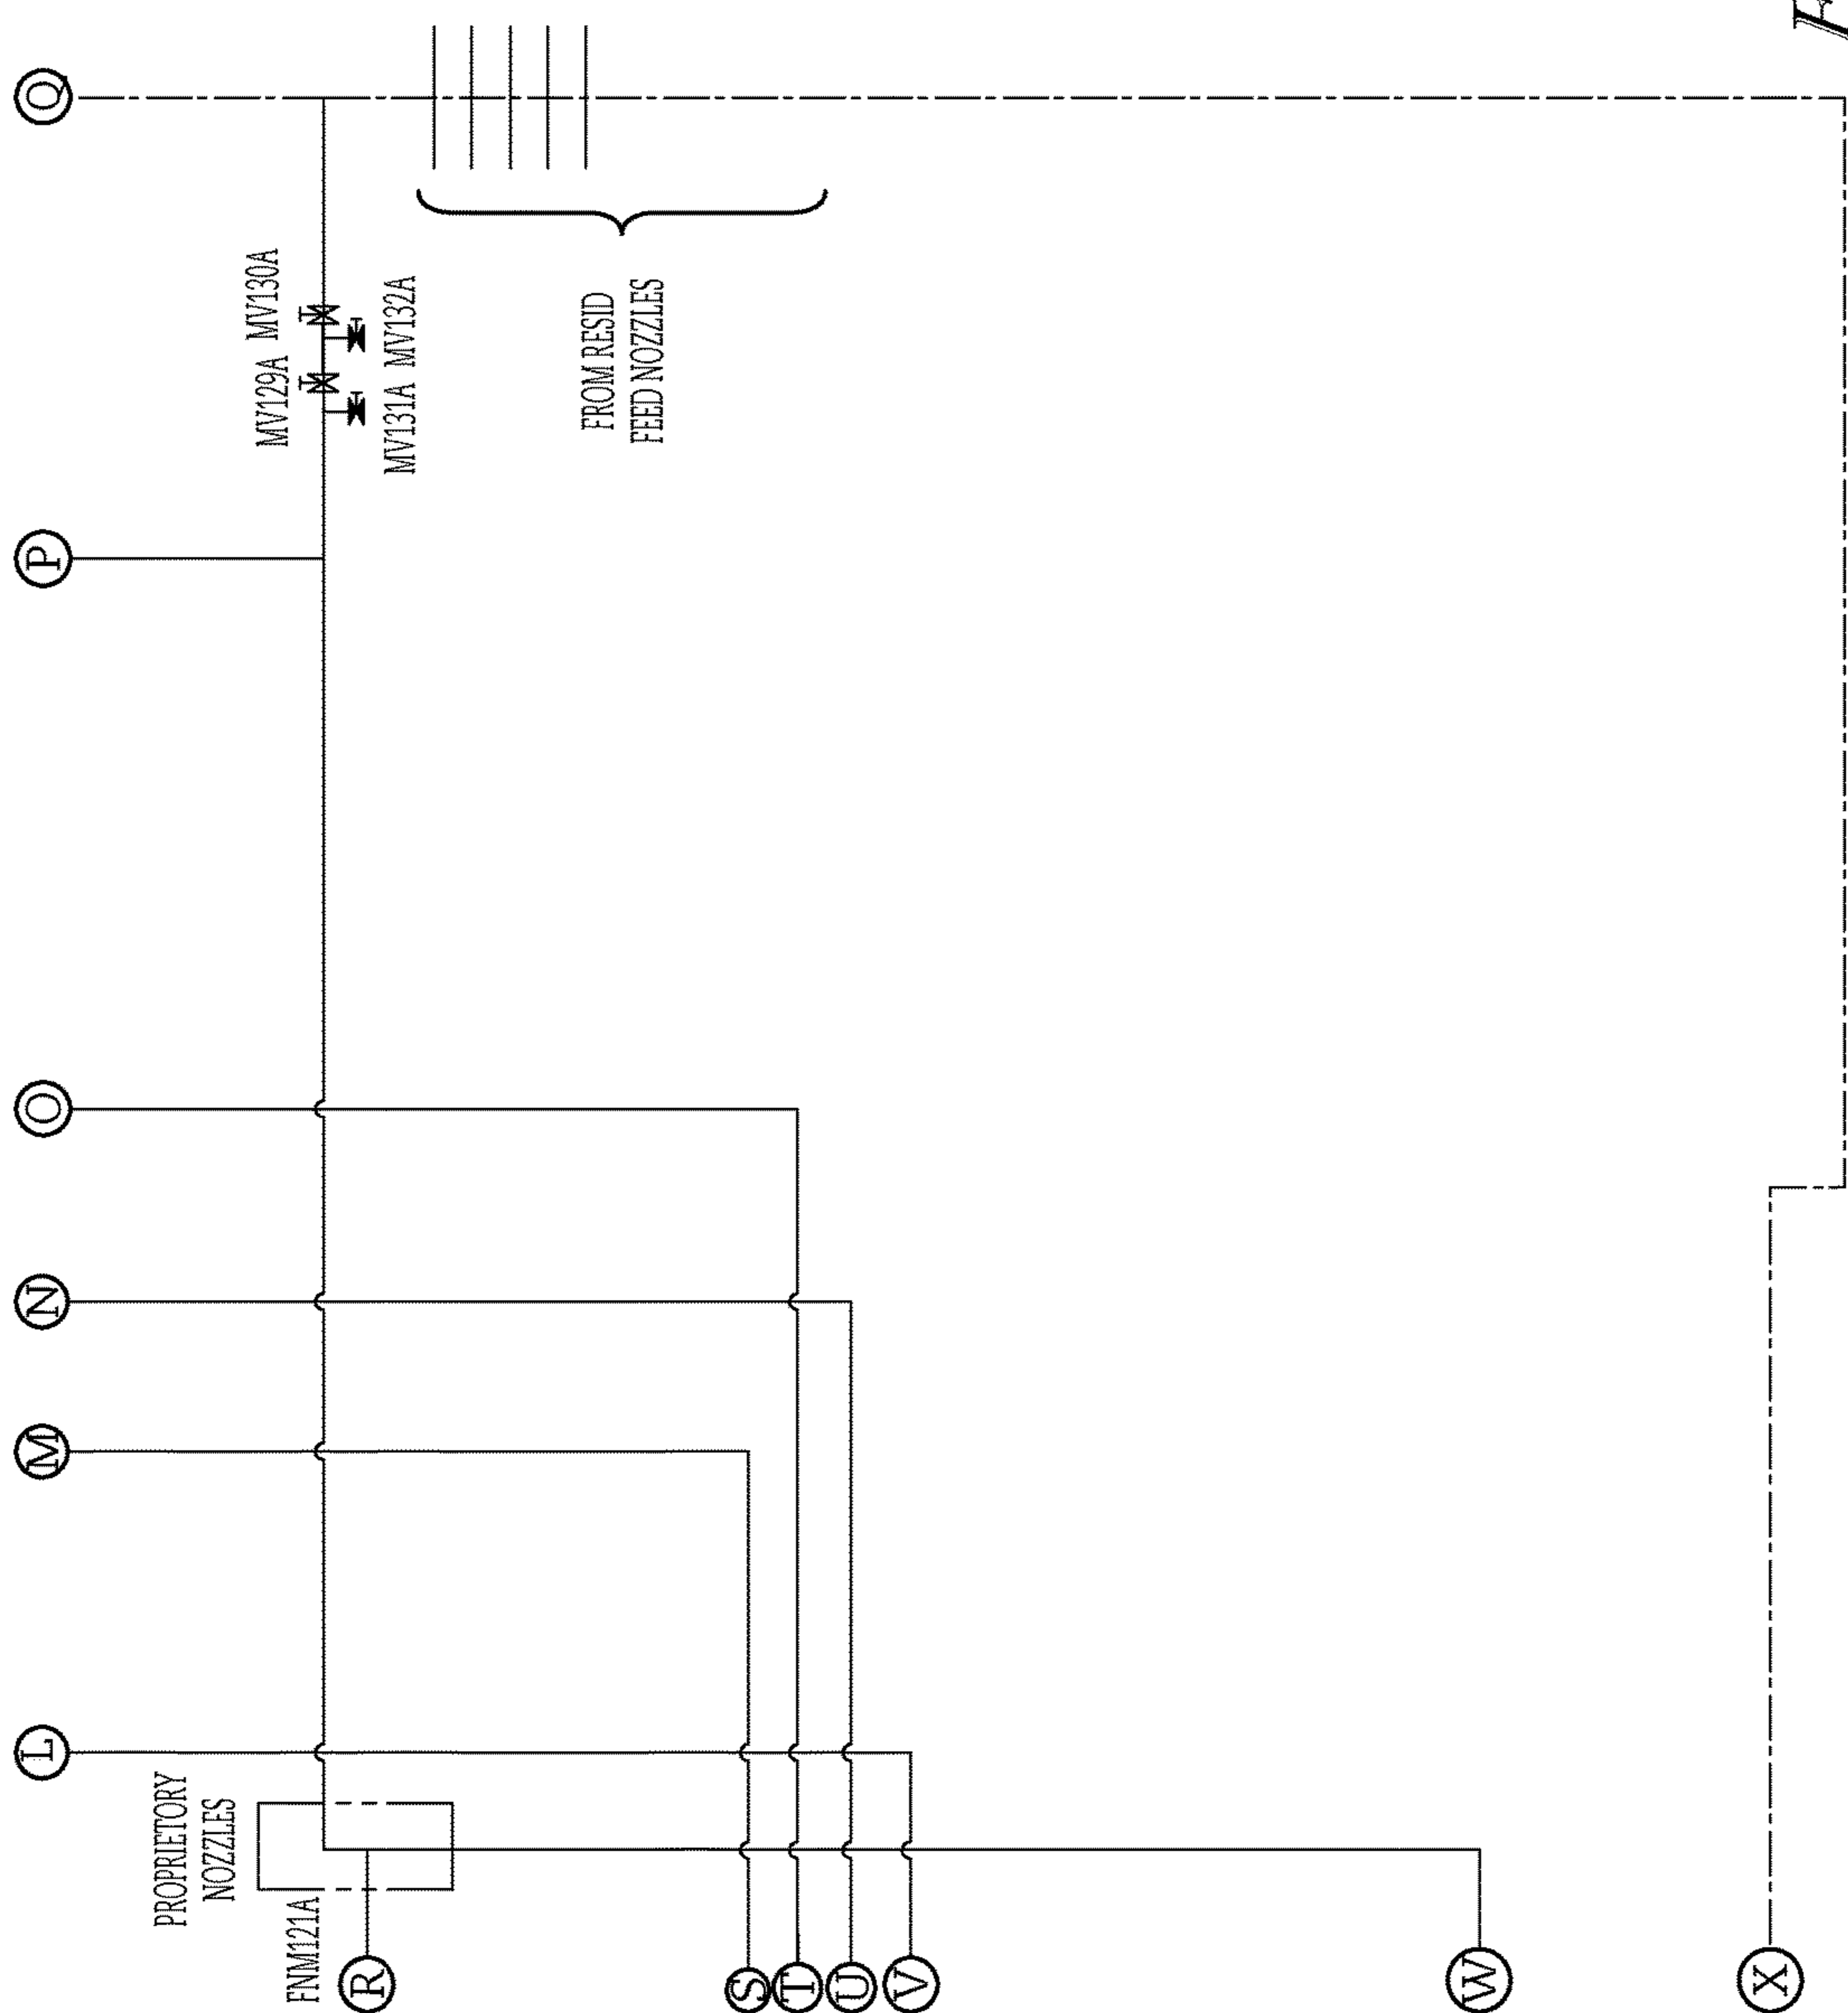 L M N O P Q
PROPRIETORY
NOZZLES
MV129A MV130A
FNM121A
R
MV131A MV132A
FROM RESID
FEED NOZZLES
S
T
U
V
W
X